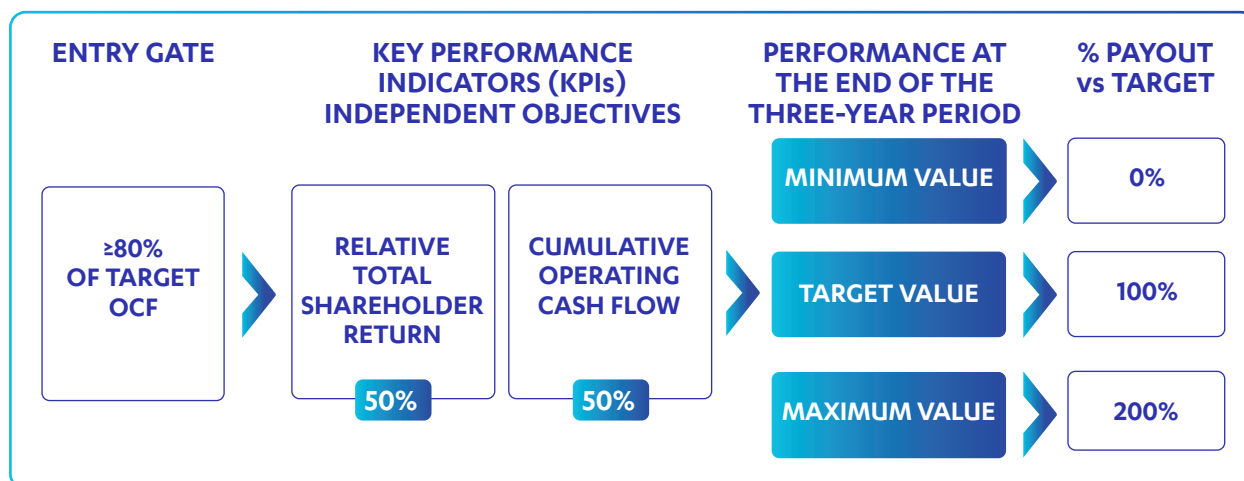 ENTRY GATE
KEY PERFORMANCE
INDICATORS (KPIs)
INDEPENDENT OBJECTIVES
PERFORMANCE AT
THE END OF THE
THREE-YEAR PERIOD
% PAYOUT
vs TARGET
≥80%
OF TARGET
OCF
RELATIVE
TOTAL
SHAREHOLDER
RETURN
50%
CUMULATIVE
OPERATING
CASH FLOW
50%
MINIMUM VALUE
0%
TARGET VALUE
100%
MAXIMUM VALUE
200%